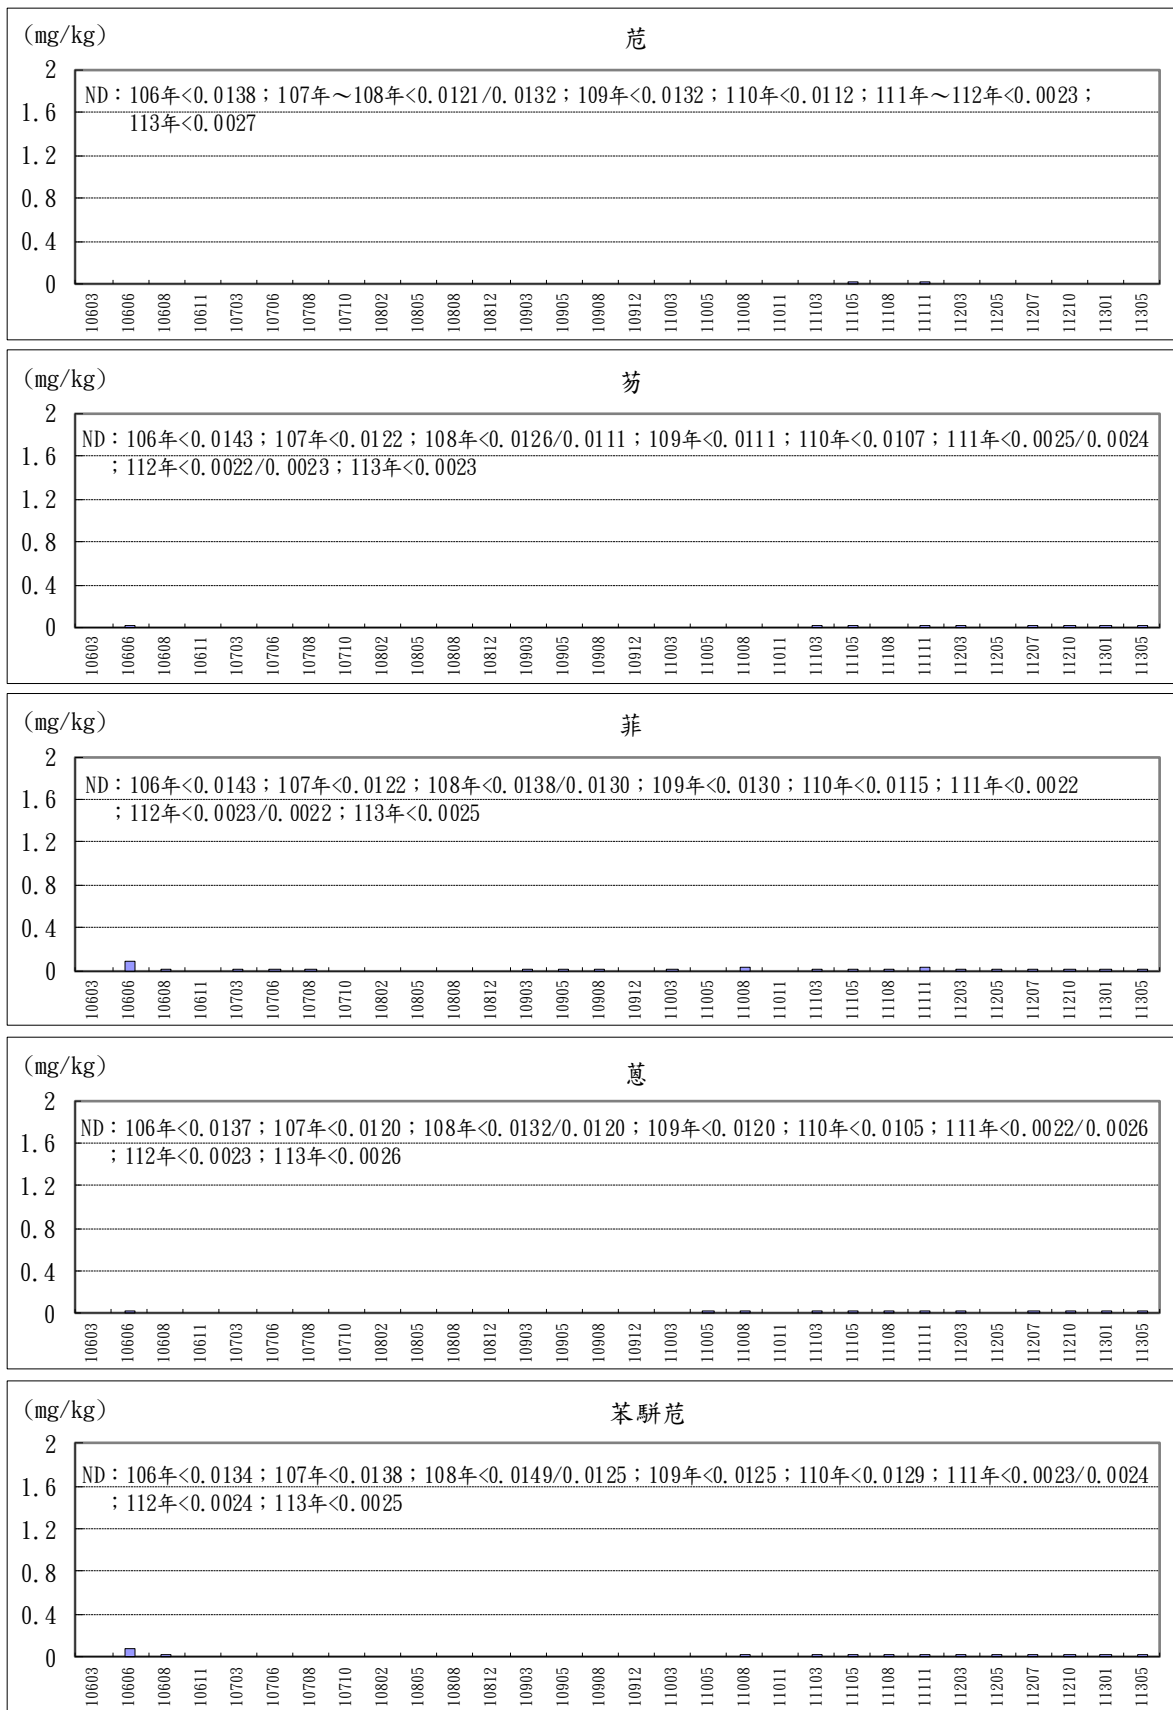 (mg/kg)
苊
2
ND：106年<0.0138；107年～108年<0.0121/0.0132；109年<0.0132；110年<0.0112；111年～112年<0.0023；
113年<0.0027
1.6
1.2
0.8
0.4
0
10603 10606 10608 10611 10703 10706 10708 10710 10802 10805 10808 10812 10903 10905 10908 10912 11003 11005 11008 11011 11103 11105 11108 11111 11203 11205 11207 11210 11301 11305
(mg/kg)
芴
2
ND：106年<0.0143；107年<0.0122；108年<0.0126/0.0111；109年<0.0111；110年<0.0107；111年<0.0025/0.0024
1.6
；112年<0.0022/0.0023；113年<0.0023
1.2
0.8
0.4
0
10603 10606 10608 10611 10703 10706 10708 10710 10802 10805 10808 10812 10903 10905 10908 10912 11003 11005 11008 11011 11103 11105 11108 11111 11203 11205 11207 11210 11301 11305
(mg/kg)
菲
2
ND：106年<0.0143；107年<0.0122；108年<0.0138/0.0130；109年<0.0130；110年<0.0115；111年<0.0022
1.6
；112年<0.0023/0.0022；113年<0.0025
1.2
0.8
0.4
0
10603 10606 10608 10611 10703 10706 10708 10710 10802 10805 10808 10812 10903 10905 10908 10912 11003 11005 11008 11011 11103 11105 11108 11111 11203 11205 11207 11210 11301 11305
(mg/kg)
蒽
2
ND：106年<0.0137；107年<0.0120；108年<0.0132/0.0120；109年<0.0120；110年<0.0105；111年<0.0022/0.0026
1.6
；112年<0.0023；113年<0.0026
1.2
0.8
0.4
0
10603 10606 10608 10611 10703 10706 10708 10710 10802 10805 10808 10812 10903 10905 10908 10912 11003 11005 11008 11011 11103 11105 11108 11111 11203 11205 11207 11210 11301 11305
(mg/kg)
苯駢苊
2
ND：106年<0.0134；107年<0.0138；108年<0.0149/0.0125；109年<0.0125；110年<0.0129；111年<0.0023/0.0024
1.6
；112年<0.0024；113年<0.0025
1.2
0.8
0.4
0
10603 10606 10608 10611 10703 10706 10708 10710 10802 10805 10808 10812 10903 10905 10908 10912 11003 11005 11008 11011 11103 11105 11108 11111 11203 11205 11207 11210 11301 11305